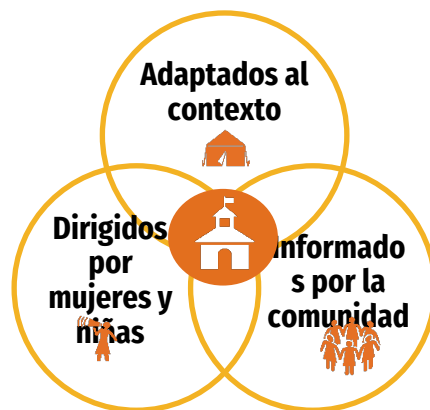 Adaptados al
contexto
Dirigidos
por
mujeres y
niñas
Informado
s por la
comunidad